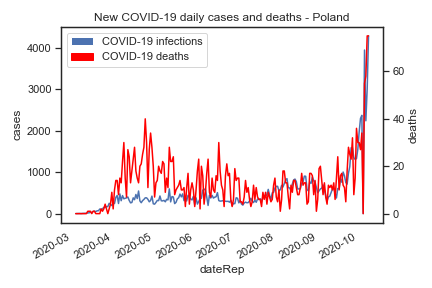 New COVID-19 daily cases and deaths - Poland
COVID-19 infections
COVID-19 deaths
cases
4000
3000
2000
1000
0
deaths
60
40
20
0
2020-03
2020-04
2020-05
2020-06
2020-07
2020-08
2020-09
2020-10
dateRep